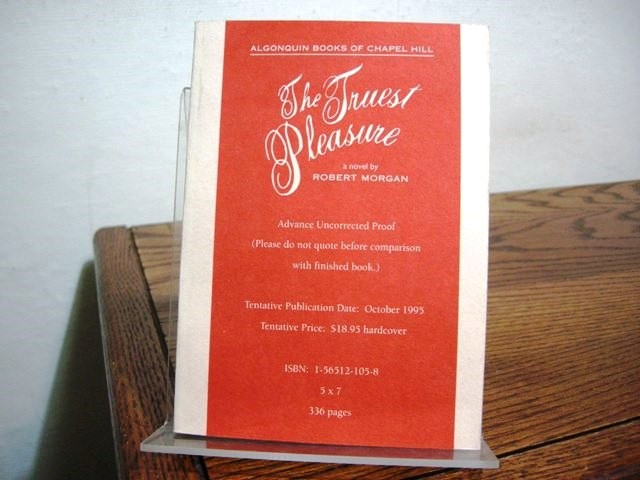 ALGONQUIN BOOKS OF CHAPEL HILL
The Truest
Pleasure
a novel by
ROBERT MORGAN
Advance Uncorrected Proof
(Please do not quote before comparison
with finished book.)
Tentative Publication Date: October 1995
Tentative Price: $18.95 hardcover
ISBN: 1-56512-105-8
5 x 7
336 pages